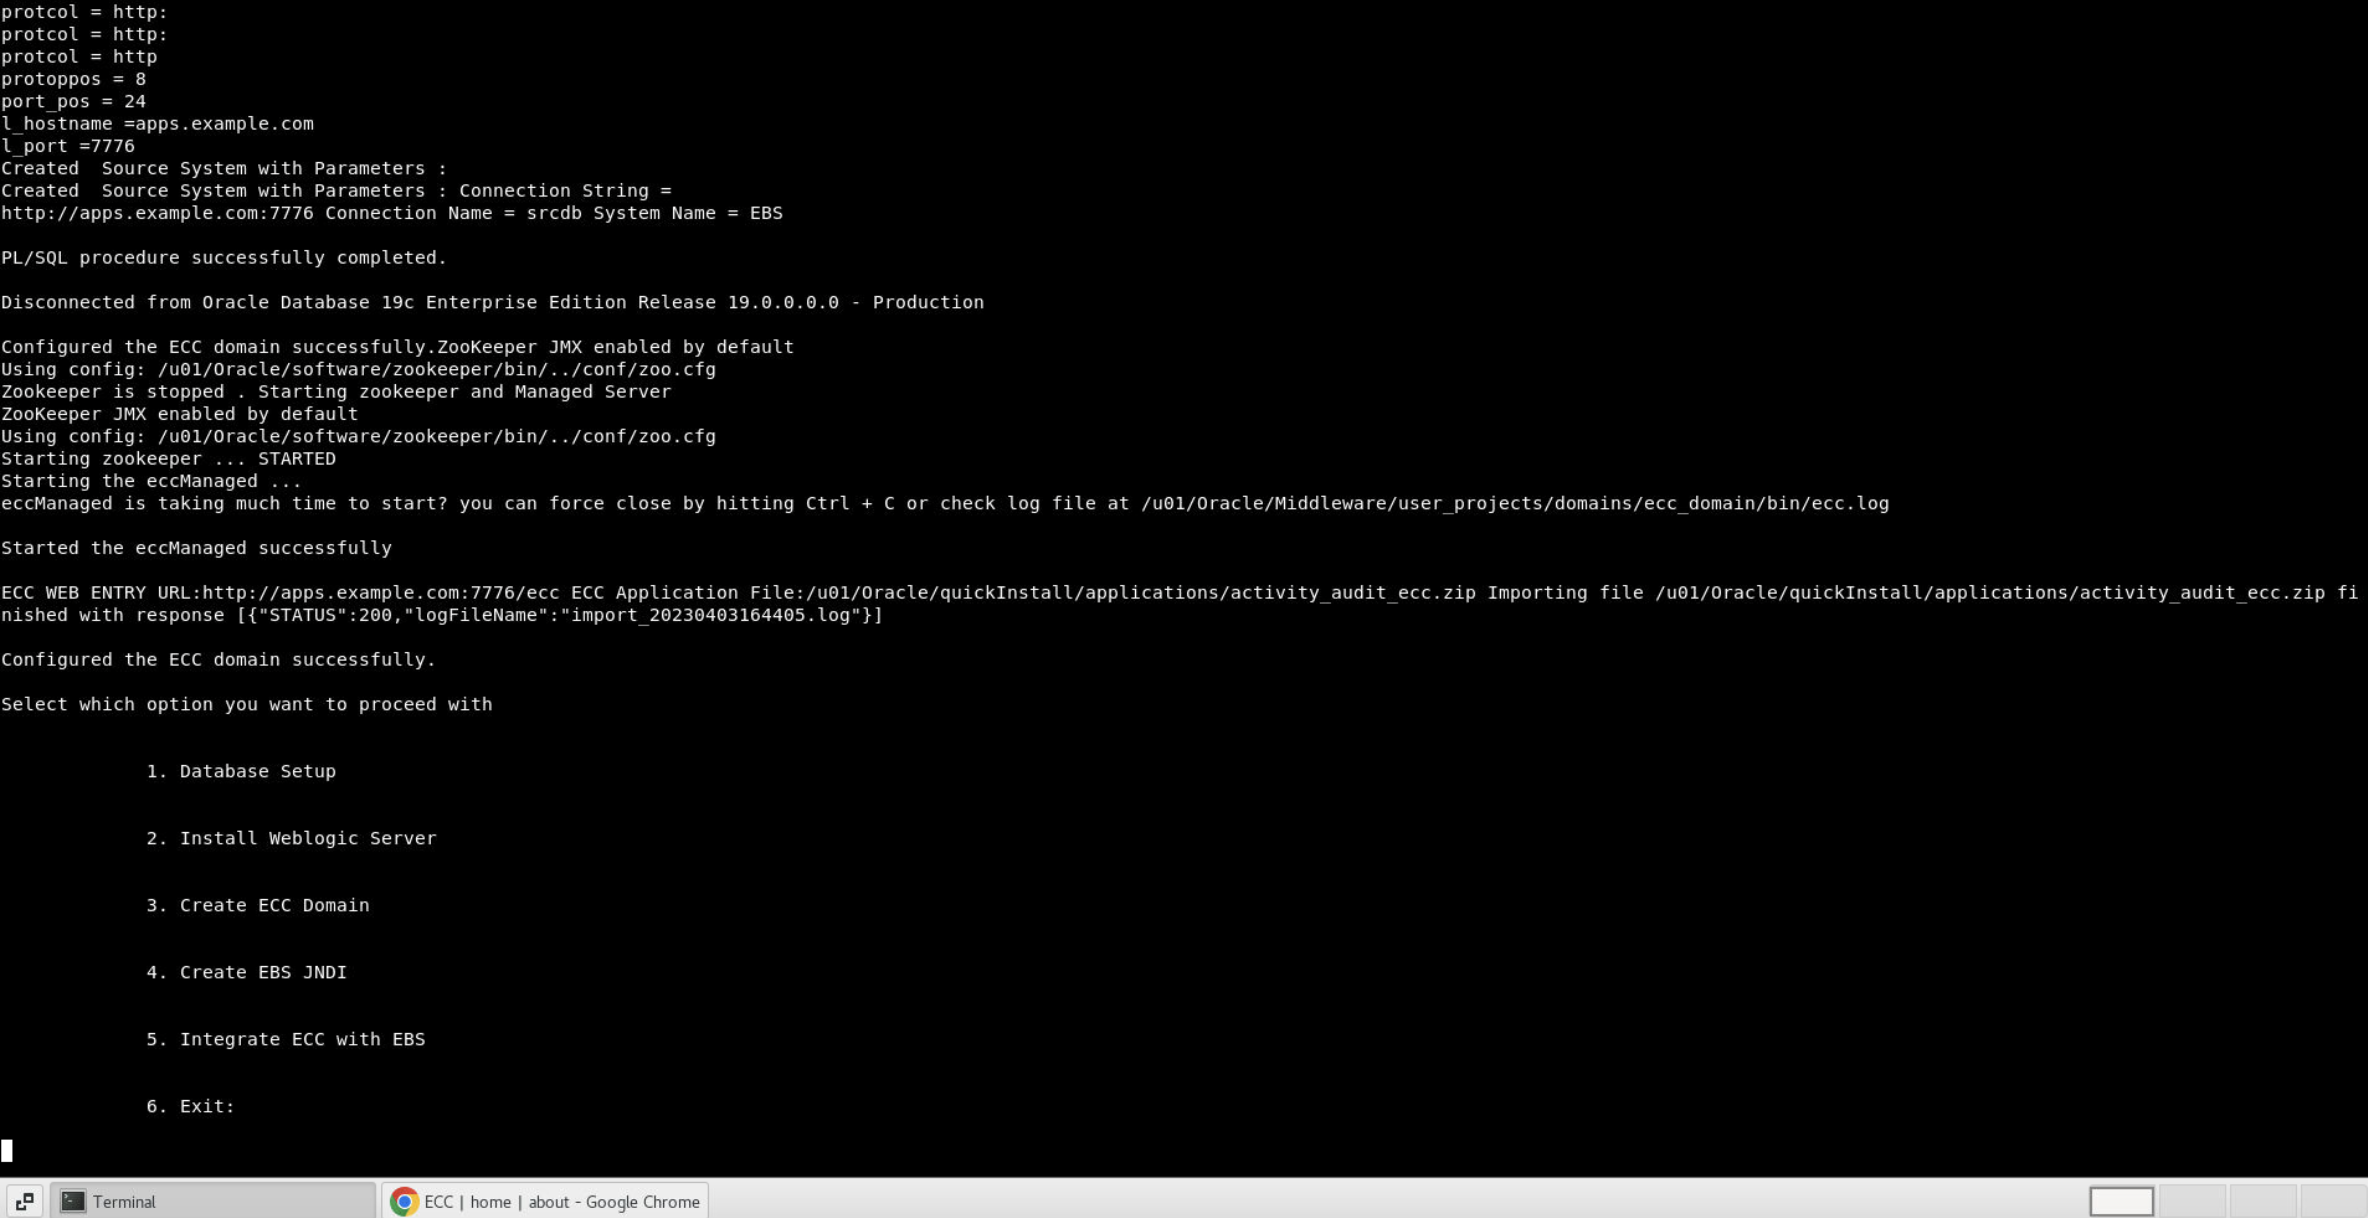 protcol = http:
protcol = http:
protcol = http
protoppos = 8
port_pos = 24
l_hostname =apps.example.com
l_port =7776
Created  Source System with Parameters :
Created  Source System with Parameters : Connection String =
http://apps.example.com:7776 Connection Name = srcdb System Name = EBS
PL/SQL procedure successfully completed.
Disconnected from Oracle Database 19c Enterprise Edition Release 19.0.0.0.0 - Production
Configured the ECC domain successfully.ZooKeeper JMX enabled by default
Using config: /u01/Oracle/software/zookeeper/bin/../conf/zoo.cfg
Zookeeper is stopped . Starting zookeeper and Managed Server
ZooKeeper JMX enabled by default
Using config: /u01/Oracle/software/zookeeper/bin/../conf/zoo.cfg
Starting zookeeper ... STARTED
Starting the eccManaged ...
eccManaged is taking much time to start? you can force close by hitting Ctrl + C or check log file at /u01/Oracle/Middleware/user_projects/domains/ecc_domain/bin/ecc.log
Started the eccManaged successfully
ECC WEB ENTRY URL:http://apps.example.com:7776/ecc ECC Application File:/u01/Oracle/quickInstall/applications/activity_audit_ecc.zip Importing file /u01/Oracle/quickInstall/applications/activity_audit_ecc.zip fi
nished with response [{"STATUS":200,"logFileName":"import_20230403164405.log"}]
Configured the ECC domain successfully.
Select which option you want to proceed with
1. Database Setup
2. Install Weblogic Server
3. Create ECC Domain
4. Create EBS JNDI
5. Integrate ECC with EBS
6. Exit:
Terminal
ECC | home | about - Google Chrome